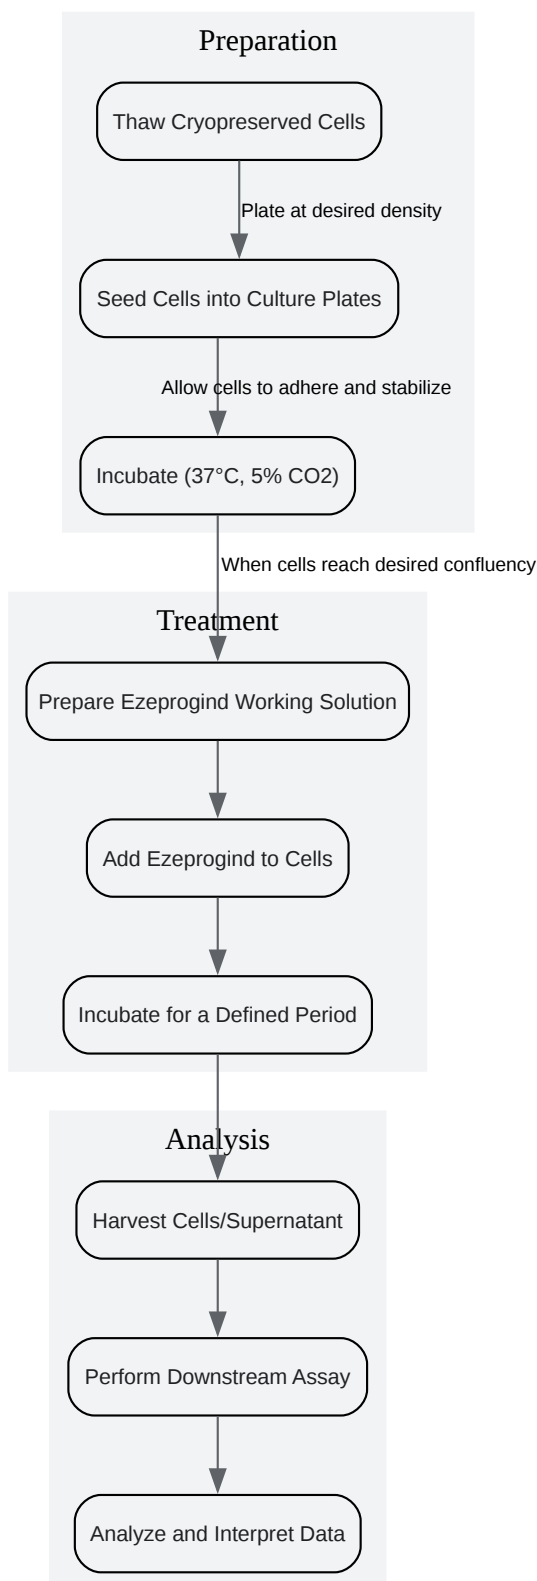 Preparation
Thaw Cryopreserved Cells
Plate at desired density
Seed Cells into Culture Plates
Allow cells to adhere and stabilize
Incubate (37°C, 5% CO2)
When cells reach desired confluency
Treatment
Prepare Ezeprogind Working Solution
Add Ezeprogind to Cells
Incubate for a Defined Period
Analysis
Harvest Cells/Supernatant
Perform Downstream Assay
Analyze and Interpret Data